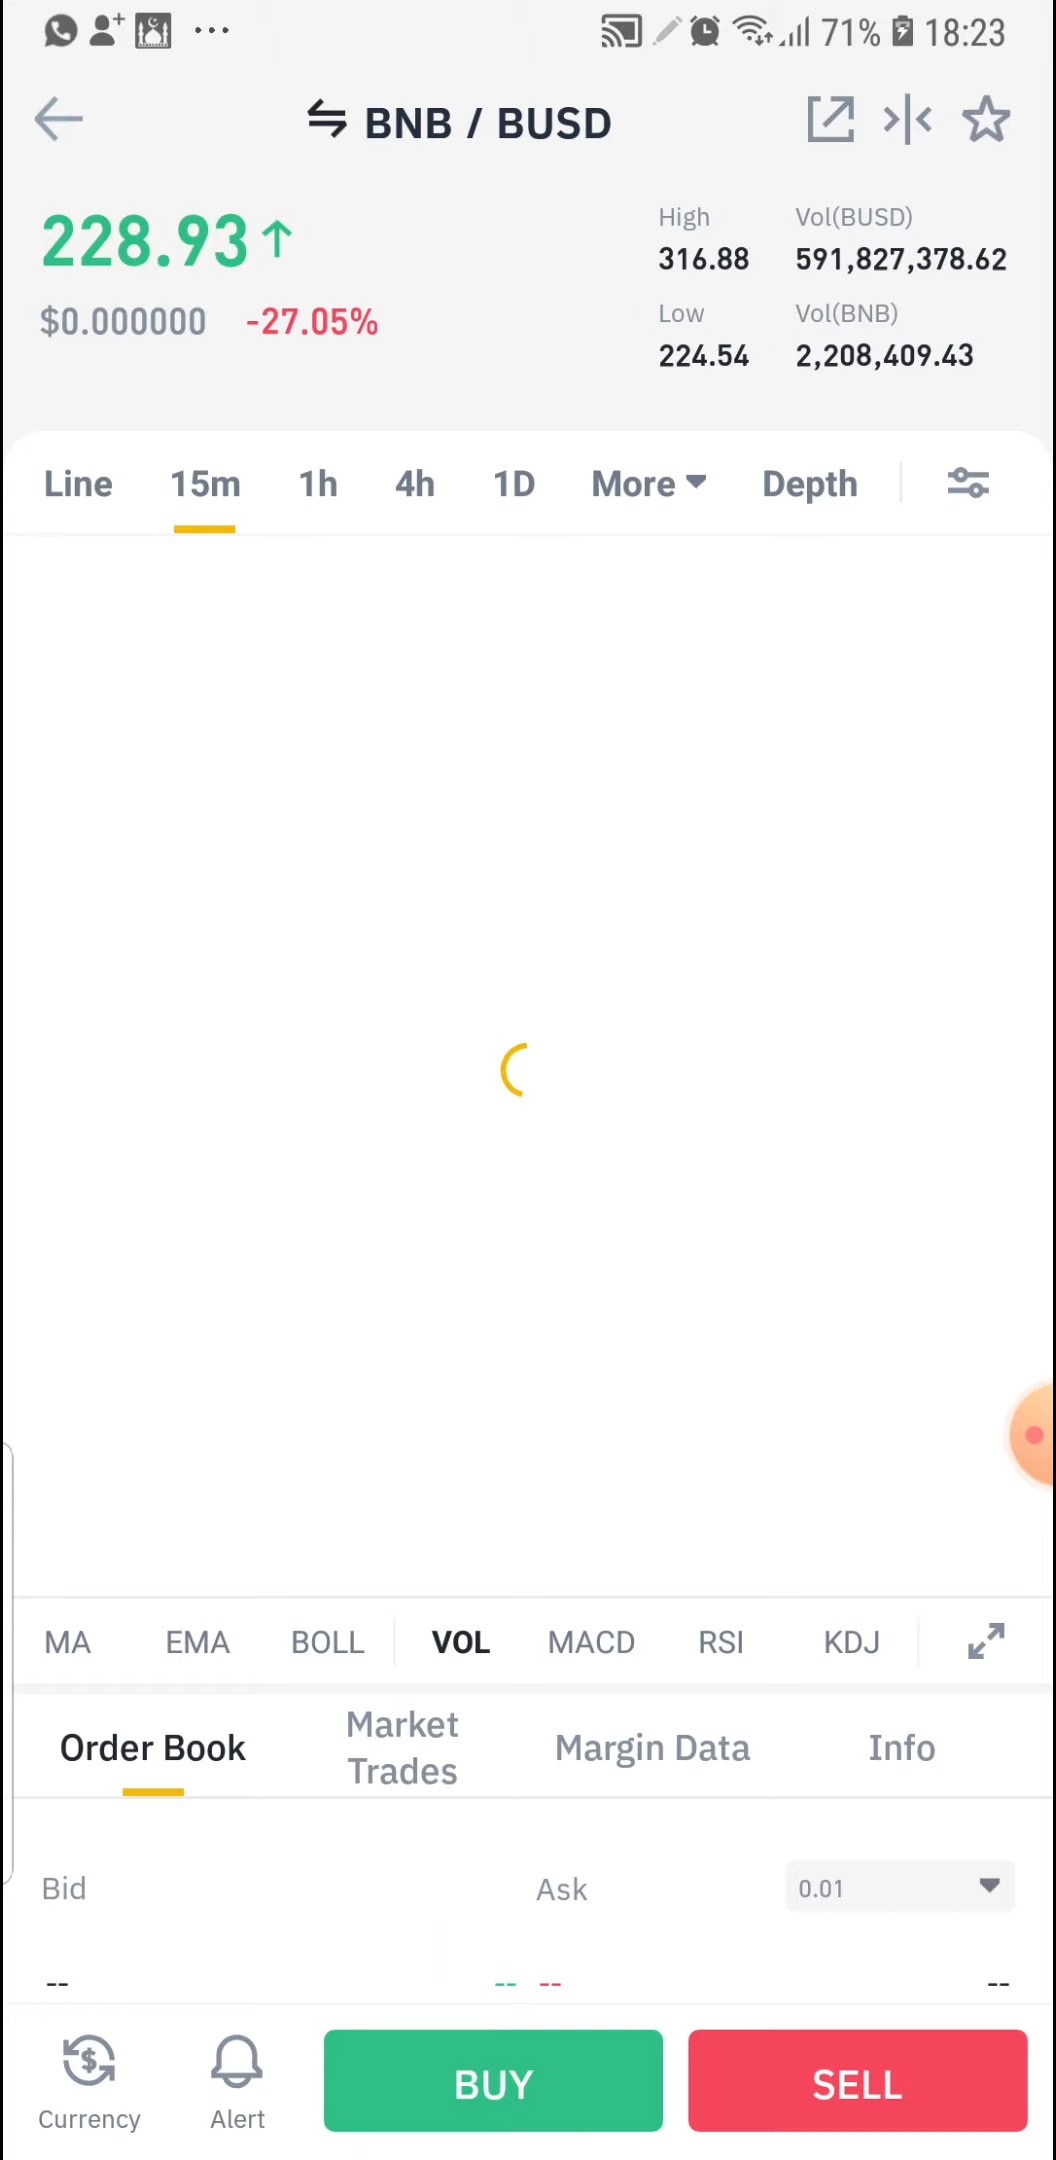 71% 18:23
BNB / BUSD
228.93
$0.000000 -27.05%
High
316.88
Low
224.54
Vol(BUSD)
591,827,378.62
Vol(BNB)
2,208,409.43
Line 15m 1h 4h 1D More Depth
MA EMA BOLL VOL MACD RSI KDJ
Order Book
Market
Trades
Margin Data
Info
Bid Ask 0.01
-- -- -- --
Currency Alert BUY SELL